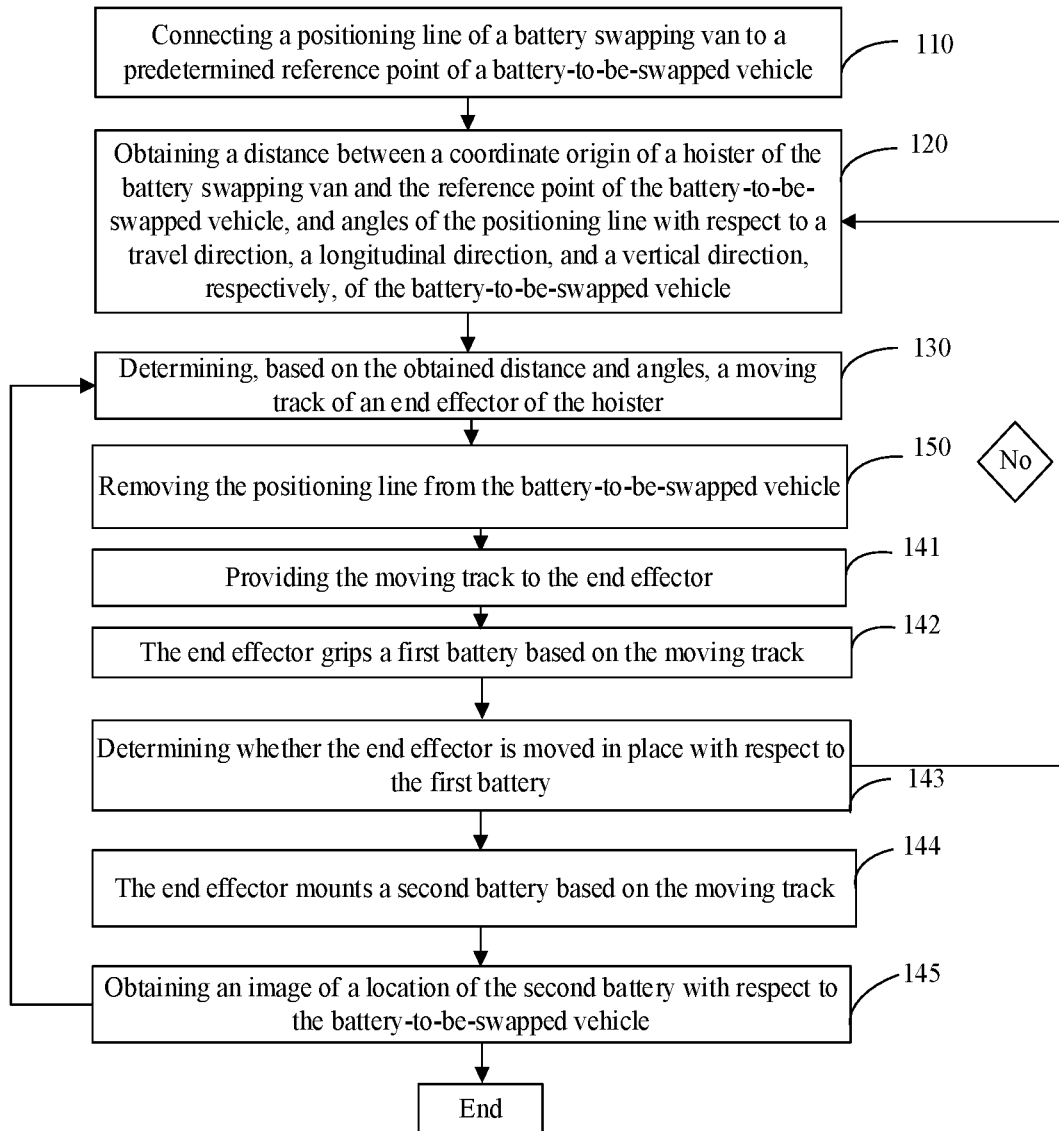 Connecting a positioning line of a battery swapping van to a
predetermined reference point of a battery-to-be-swapped vehicle
110
Obtaining a distance between a coordinate origin of a hoister of the
battery swapping van and the reference point of the battery-to-be-
swapped vehicle, and angles of the positioning line with respect to a
travel direction, a longitudinal direction, and a vertical direction,
respectively, of the battery-to-be-swapped vehicle
120
Determining, based on the obtained distance and angles, a moving
track of an end effector of the hoister
130
Removing the positioning line from the battery-to-be-swapped vehicle
150
No
Providing the moving track to the end effector
141
The end effector grips a first battery based on the moving track
142
Determining whether the end effector is moved in place with respect to
the first battery
143
The end effector mounts a second battery based on the moving track
144
Obtaining an image of a location of the second battery with respect to
the battery-to-be-swapped vehicle
145
End